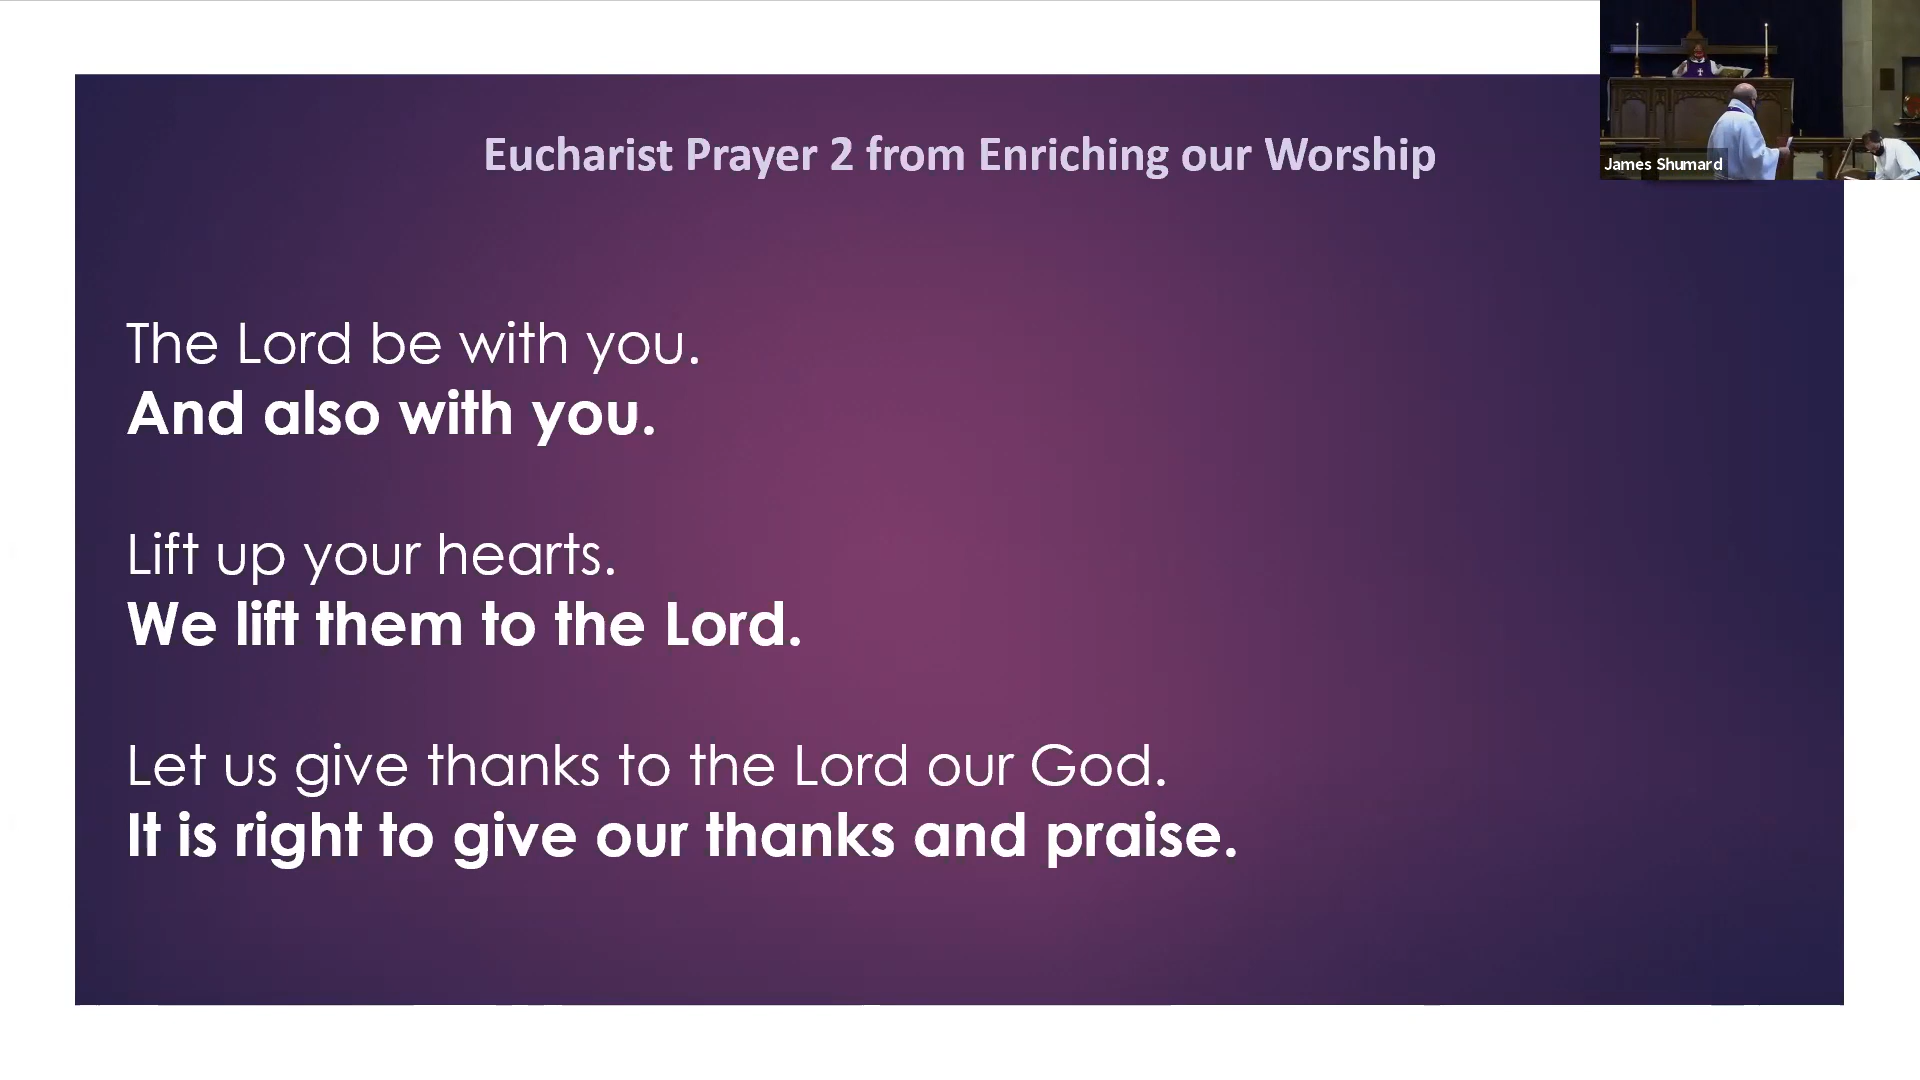 Eucharist Prayer 2 from Enriching our Worship
James Shumard
The Lord be with you.
And also with you.
Lift up your hearts.
We lift them to the Lord.
Let us give thanks to the Lord our God.
It is right to give our thanks and praise.